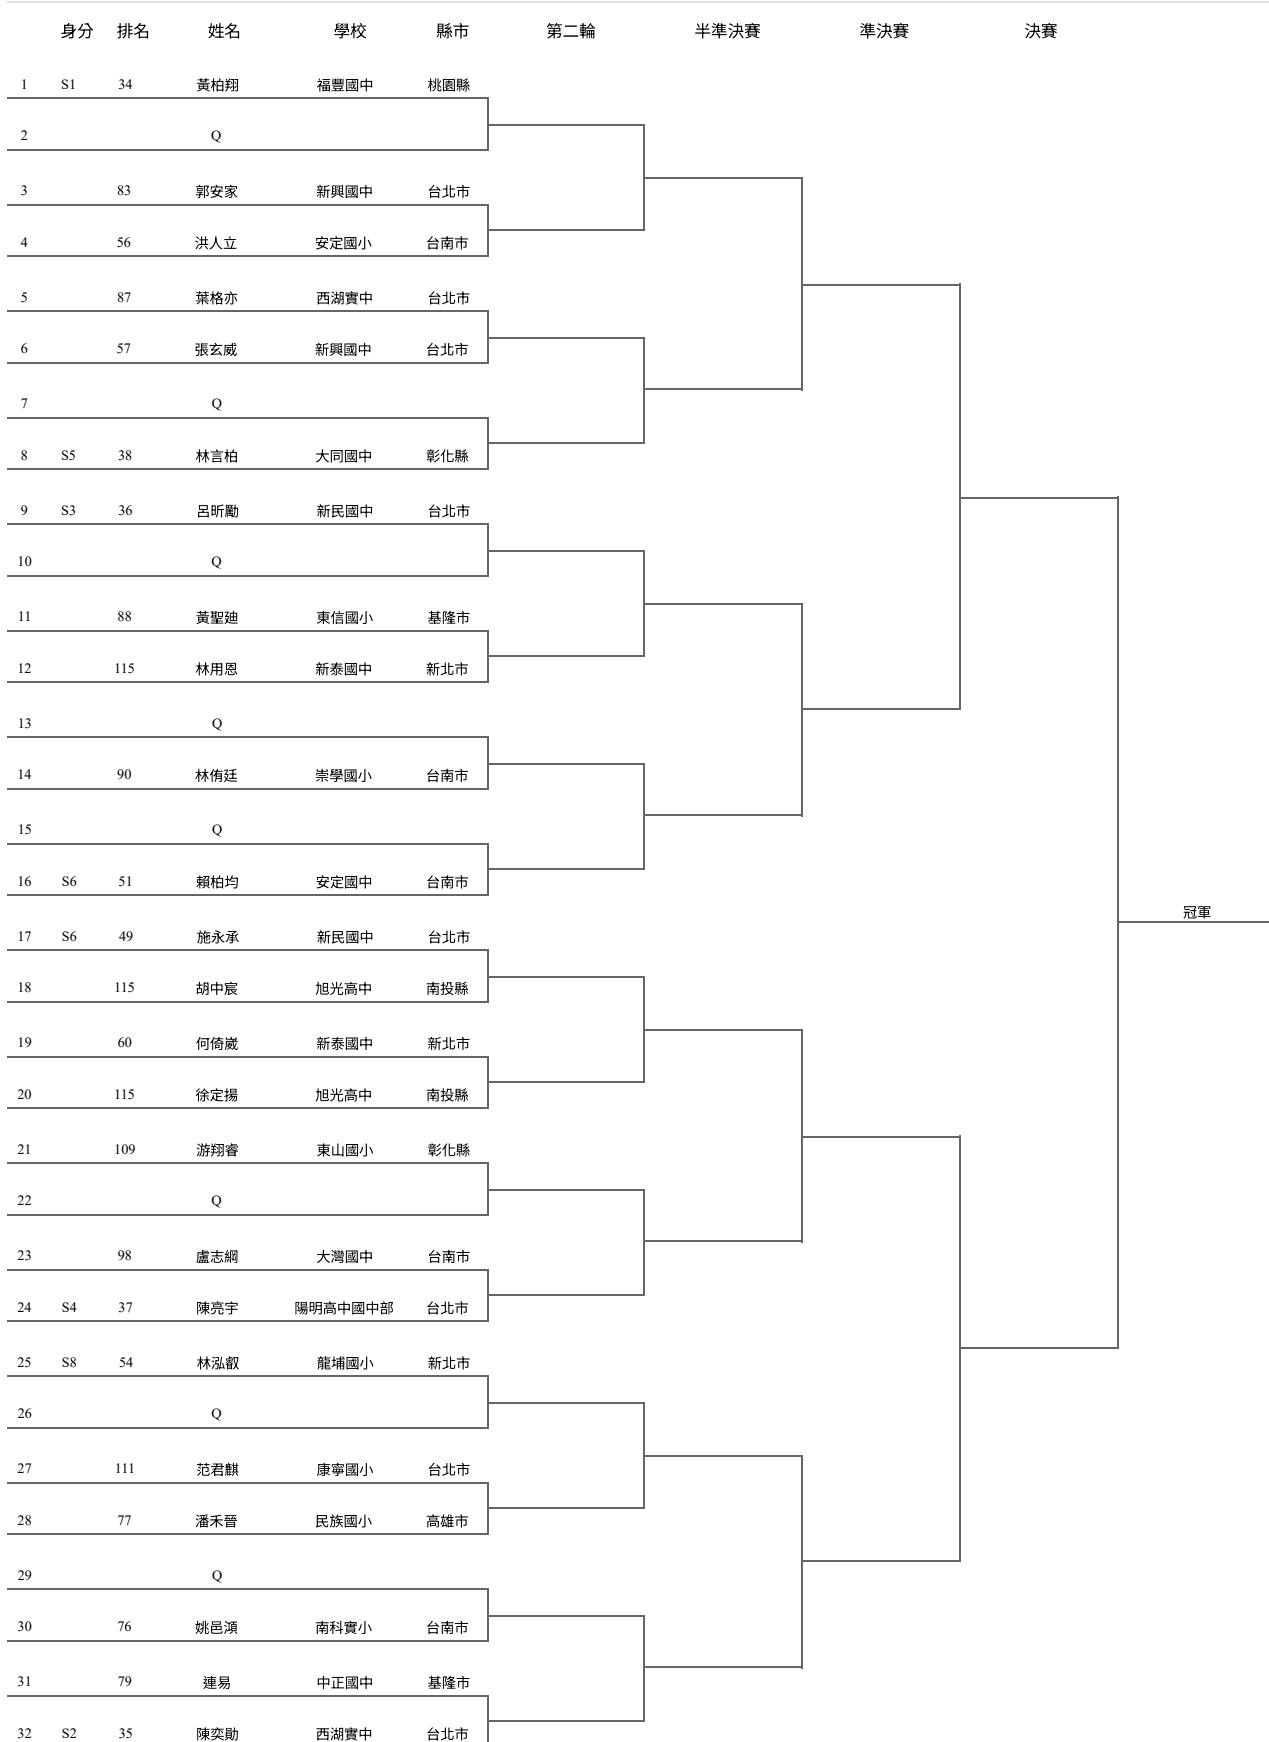 身分 排名 姓名 學校 縣市 第二輪 半準決賽 準決賽 決賽
1 S1 34 黃柏翔 福豐國中 桃園縣
2 Q
3 83 郭安家 新興國中 台北市
4 56 洪人立 安定國小 台南市
5 87 葉格亦 西湖實中 台北市
6 57 張玄威 新興國中 台北市
7 Q
8 S5 38 林言柏 大同國中 彰化縣
9 S3 36 呂昕勵 新民國中 台北市
10 Q
11 88 黃聖廸 東信國小 基隆市
12 115 林用恩 新泰國中 新北市
13 Q
14 90 林侑廷 崇學國小 台南市
15 Q
16 S6 51 賴柏均 安定國中 台南市
冠軍
17 S6 49 施永承 新民國中 台北市
18 115 胡中宸 旭光高中 南投縣
19 60 何倚崴 新泰國中 新北市
20 115 徐定揚 旭光高中 南投縣
21 109 游翔睿 東山國小 彰化縣
22 Q
23 98 盧志綱 大灣國中 台南市
24 S4 37 陳亮宇 陽明高中國中部 台北市
25 S8 54 林泓叡 龍埔國小 新北市
26 Q
27 111 范君麒 康寧國小 台北市
28 77 潘禾晉 民族國小 高雄市
29 Q
30 76 姚邑澒 南科實小 台南市
31 79 連易 中正國中 基隆市
32 S2 35 陳奕勛 西湖實中 台北市